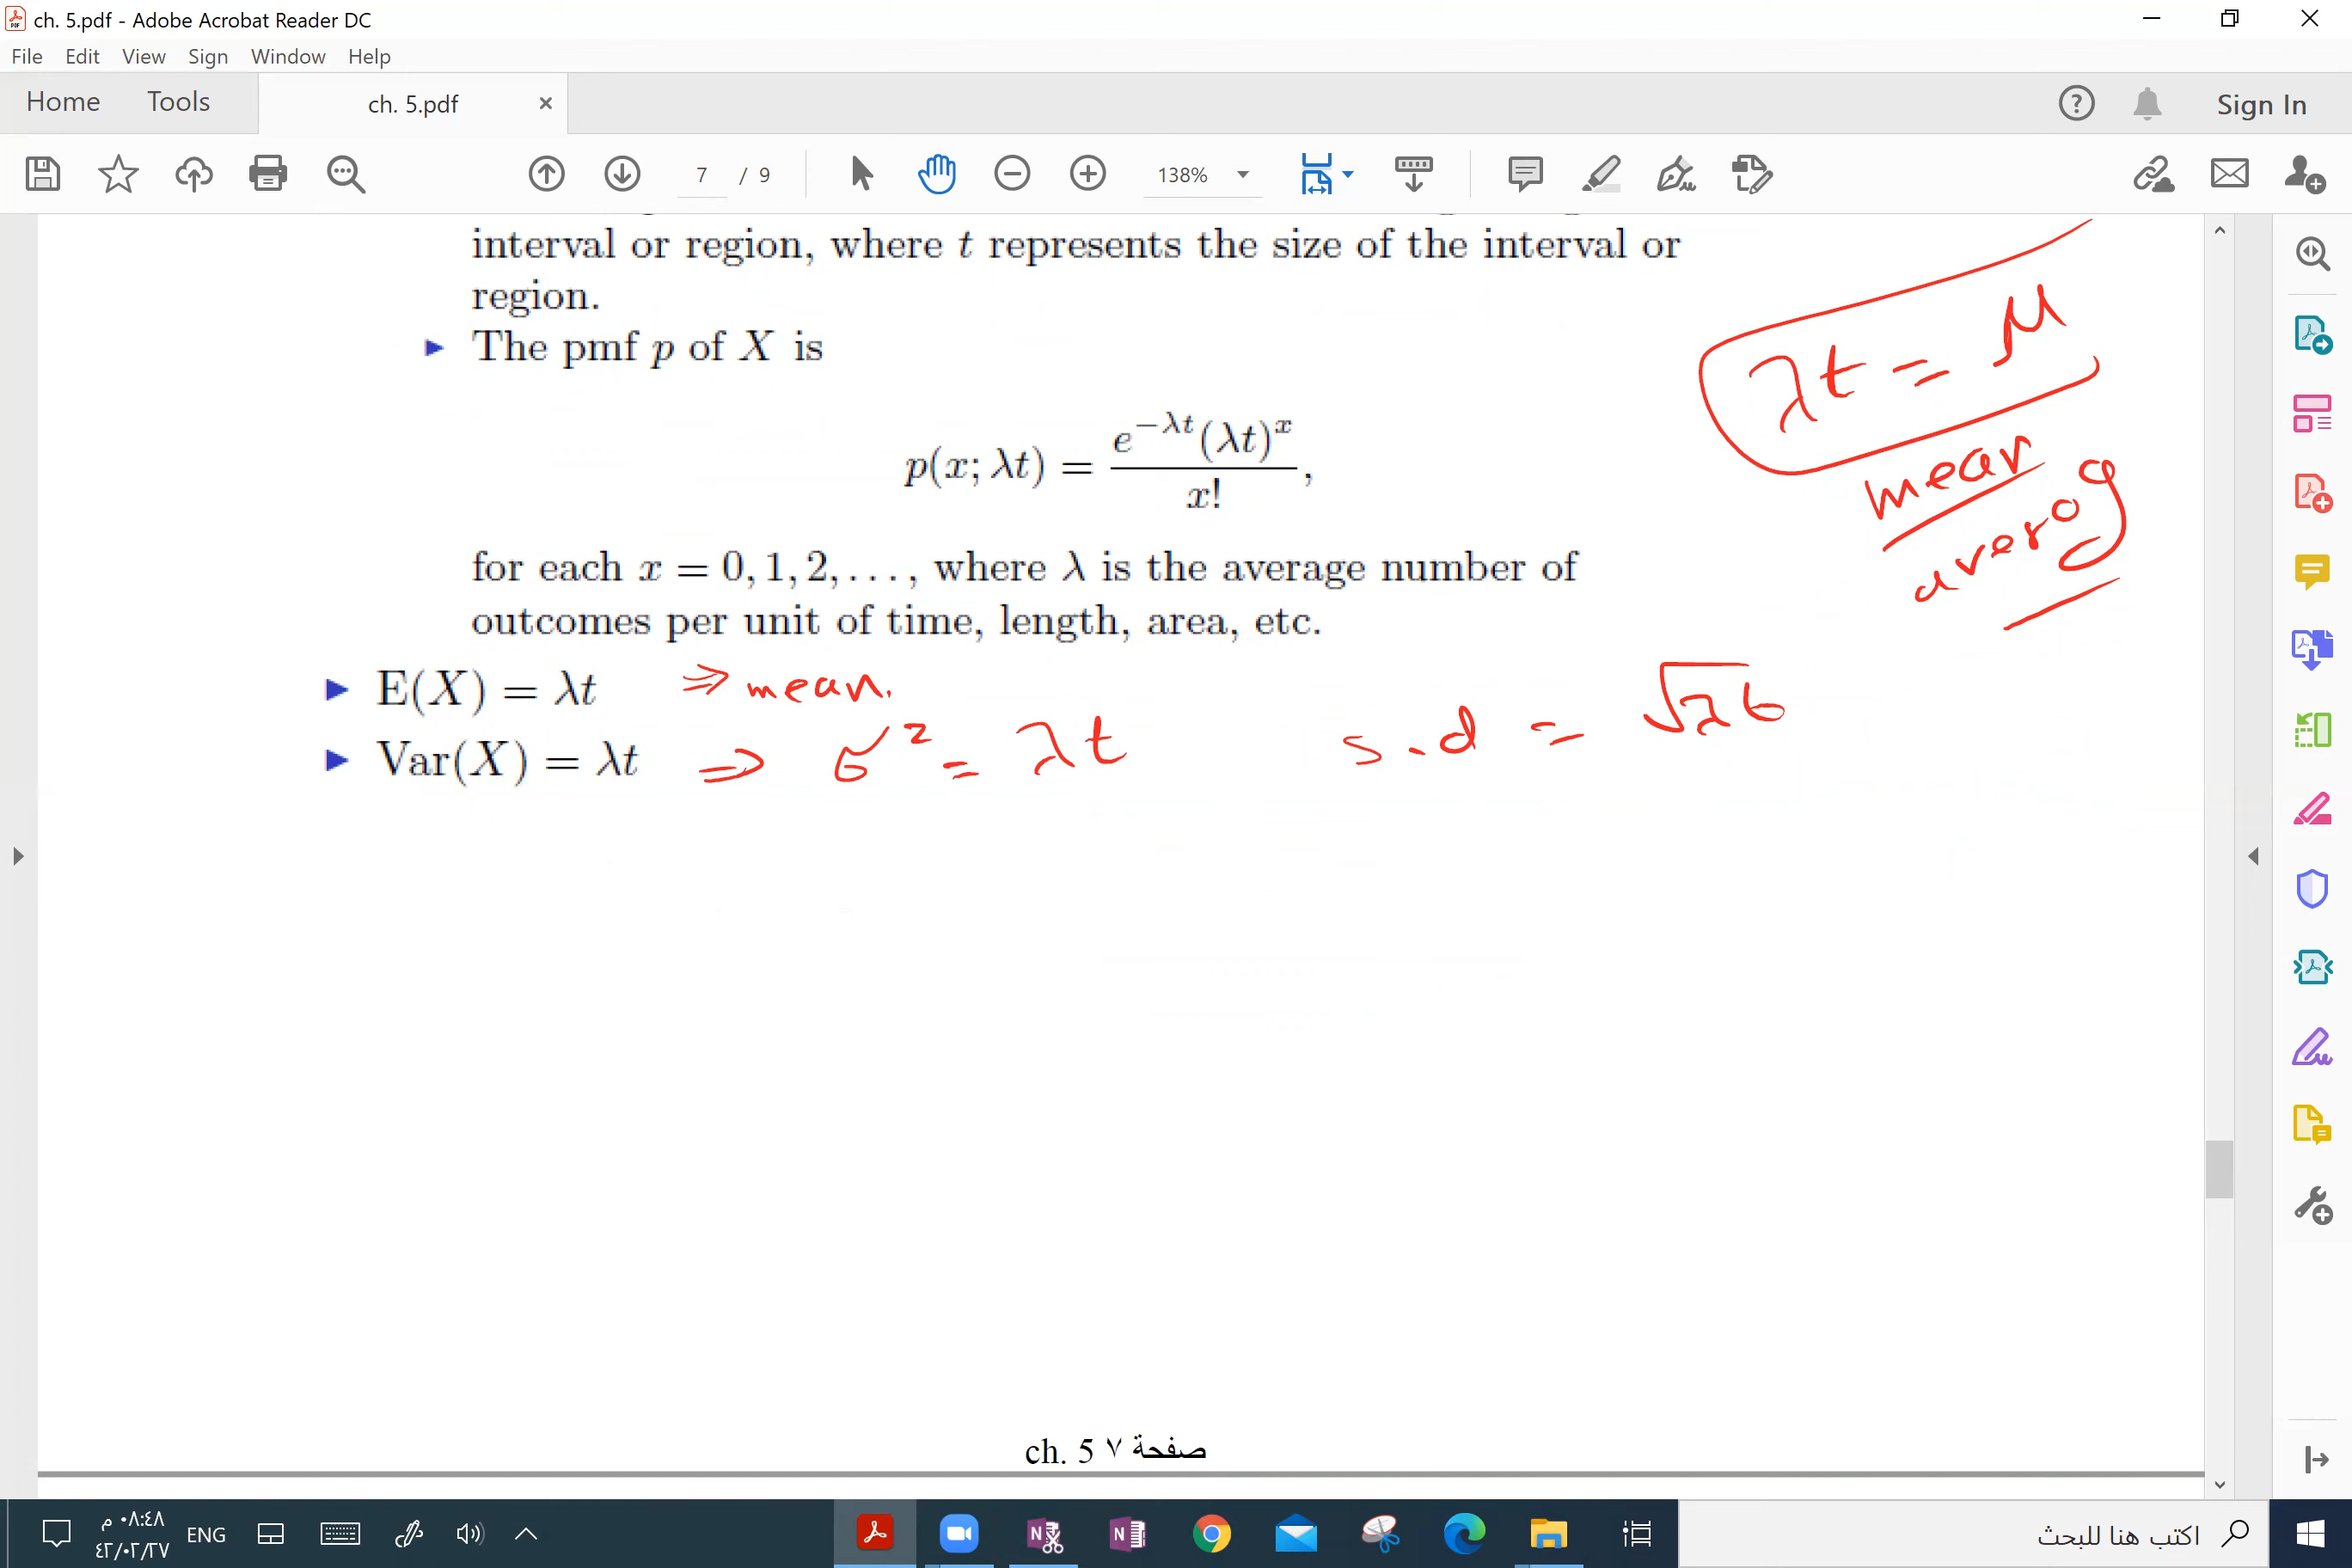 ch. 5.pdf - Adobe Acrobat Reader DC
File Edit View Sign Window Help
Home Tools ch. 5.pdf Sign In
7 / 9 138%
interval or region, where t represents the size of the interval or
region.
► The pmf p of X is
p(x; λt) = e^{−λt}(λt)^x / x!,
for each x = 0, 1, 2, . . . , where λ is the average number of
outcomes per unit of time, length, area, etc.
► E(X) = λt ⇒ mean.
► Var(X) = λt ⇒ σ² = λt s.d = √λt
λt = μ
mean
averag
ch. 5 صفحة ٧
٠٨:٤٨ م
ENG
٤٢/٠٢/٢٧
اكتب هنا للبحث